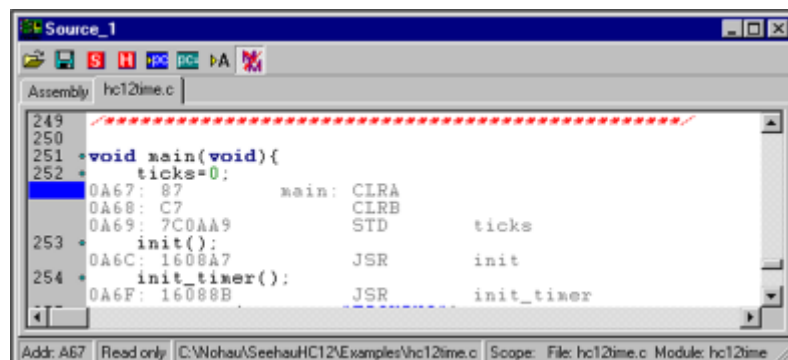 Source_1
S H PC PC A
Assembly hc12time.c
249 /*************************************************/
250
251 void main(void){
252 ticks=0;
0A67: 87 main: CLRA
0A68: C7 CLRB
0A69: 7C0AA9 STD ticks
253 init();
0A6C: 1608A7 JSR init
254 init_timer();
0A6F: 16088B JSR init_timer
Addr: A67 Read only C:\Nohau\SeehauHC12\Examples\hc12time.c Scope: File: hc12time.c Module: hc12time